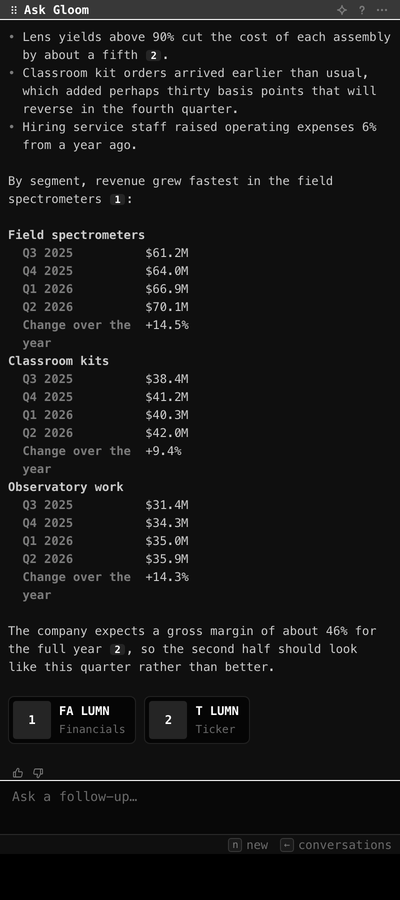 Ask Gloom
• Lens yields above 90% cut the cost of each assembly
by about a fifth 2.
• Classroom kit orders arrived earlier than usual,
which added perhaps thirty basis points that will
reverse in the fourth quarter.
• Hiring service staff raised operating expenses 6%
from a year ago.
By segment, revenue grew fastest in the field
spectrometers 1:
Field spectrometers
Q3 2025 $61.2M
Q4 2025 $64.0M
Q1 2026 $66.9M
Q2 2026 $70.1M
Change over the +14.5%
year
Classroom kits
Q3 2025 $38.4M
Q4 2025 $41.2M
Q1 2026 $40.3M
Q2 2026 $42.0M
Change over the +9.4%
year
Observatory work
Q3 2025 $31.4M
Q4 2025 $34.3M
Q1 2026 $35.0M
Q2 2026 $35.9M
Change over the +14.3%
year
The company expects a gross margin of about 46% for
the full year 2, so the second half should look
like this quarter rather than better.
1 FA LUMN Financials
2 T LUMN Ticker
Ask a follow-up…
n new ← conversations